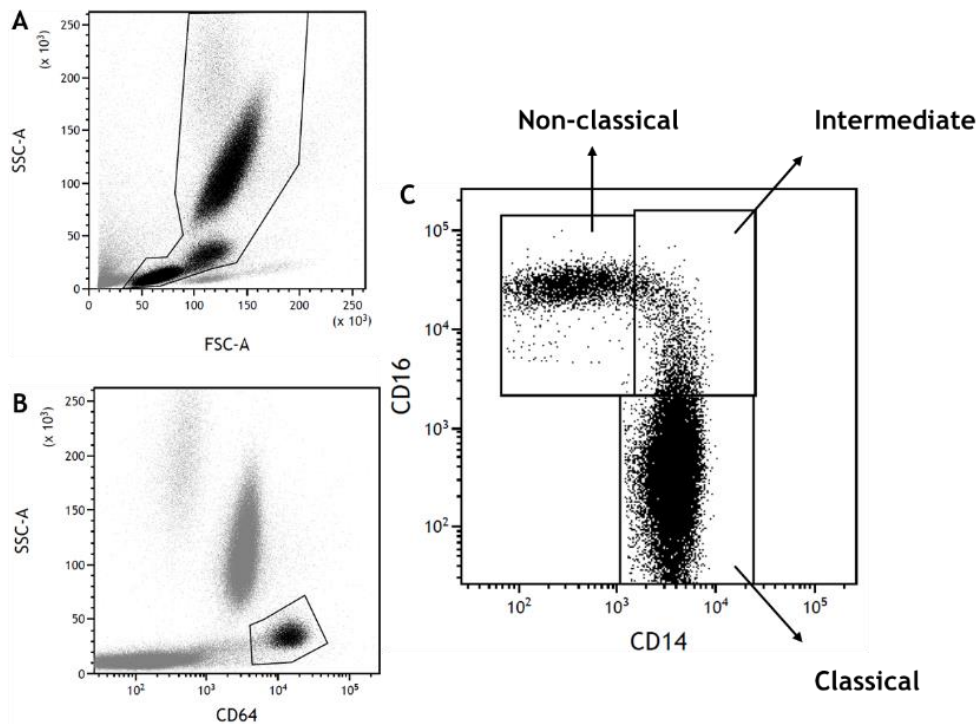 A
(x 10³)
250
200
150
100
50
0
SSC-A
0
50
100
150
200
250
(x 10³)
FSC-A
B
(x 10³)
250
200
150
100
50
0
SSC-A
10²
10³
10⁴
10⁵
CD64
Non-classical
Intermediate
C
10⁵
10⁴
10³
10²
CD16
10²
10³
10⁴
10⁵
CD14
Classical